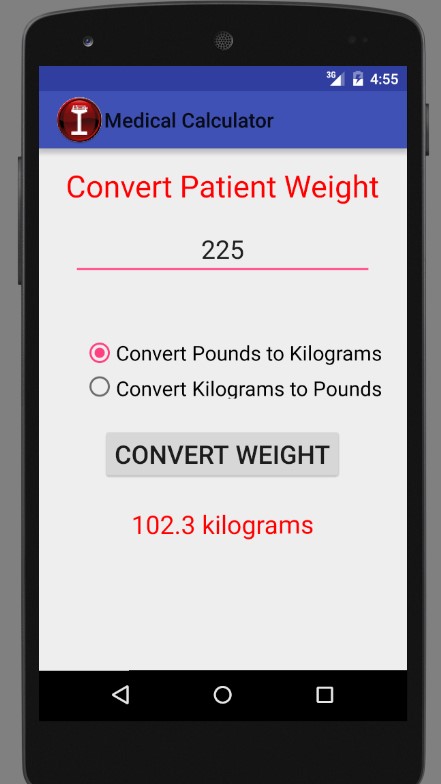 3G 4:55
Medical Calculator
Convert Patient Weight
225
Convert Pounds to Kilograms
Convert Kilograms to Pounds
CONVERT WEIGHT
102.3 kilograms